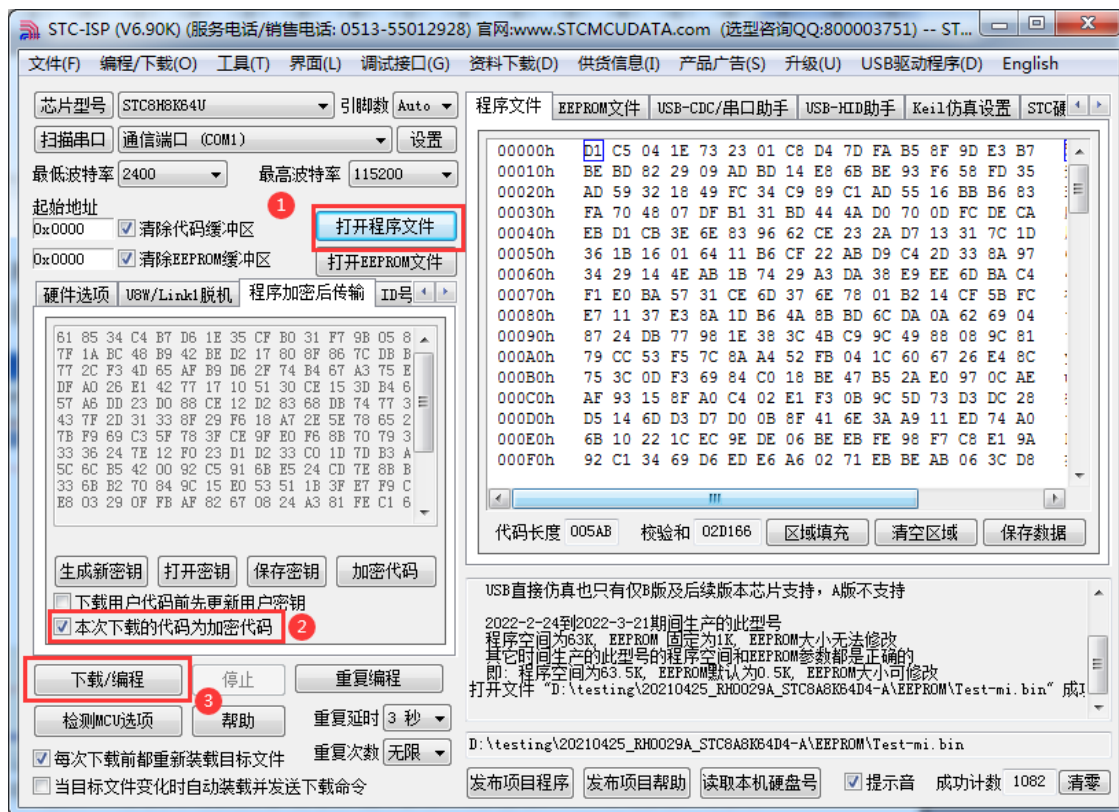 STC-ISP (V6.90K) (服务电话/销售电话: 0513-55012928) 官网:www.STCMCUDATA.com (选型咨询QQ:800003751) -- ST...
文件(F) 编程/下载(O) 工具(T) 界面(L) 调试接口(G) 资料下载(D) 供货信息(I) 产品广告(S) 升级(U) USB驱动程序(D) English
芯片型号 STC8H8K64U 引脚数 Auto
扫描串口 通信端口 (COM1) 设置
最低波特率 2400 最高波特率 115200
起始地址
0x0000 清除代码缓冲区 1 打开程序文件
0x0000 清除EEPROM缓冲区 打开EEPROM文件
硬件选项 U8W/Link1脱机 程序加密后传输 ID号
61 85 34 C4 B7 D6 1E 35 CF B0 31 F7 9B 05 8
7F 1A BC 48 B9 42 BE D2 17 80 8F 86 7C DB B
77 2C F3 4D 65 AF B9 D6 2F 74 B4 67 A3 75 E
DF A0 26 E1 42 77 17 10 51 30 CE 15 3D B4 6
57 A6 DD 23 D0 88 CE 12 D2 83 68 DB 74 77 3
43 7F 2D 31 33 8F 29 F6 18 A7 2E 5E 78 65 2
7B F9 69 C3 5F 78 3F CE 9F E0 F6 8B 70 79 3
33 36 24 7E 12 F0 23 D1 D2 33 C0 1D 7D B3 A
5C 6C B5 42 00 92 C5 91 6B E5 24 CD 7E 8B B
33 6B B2 70 84 9C 15 E0 53 51 1B 3F E7 F9 C
E8 03 29 0F FB AF 82 67 08 24 A3 81 FE C1 6
生成新密钥 打开密钥 保存密钥 加密代码
下载用户代码前先更新用户密钥
本次下载的代码为加密代码 2
下载/编程 停止 重复编程
3
检测MCU选项 帮助 重复延时 3 秒
每次下载前都重新装载目标文件 重复次数 无限
当目标文件变化时自动装载并发送下载命令
程序文件 EEPROM文件 USB-CDC/串口助手 USB-HID助手 Keil仿真设置 STC硬
00000h D1 C5 04 1E 73 23 01 C8 D4 7D FA B5 8F 9D E3 B7
00010h BE BD 82 29 09 AD BD 14 E8 6B BE 93 F6 58 FD 35
00020h AD 59 32 18 49 FC 34 C9 89 C1 AD 55 16 BB B6 83
00030h FA 70 48 07 DF B1 31 BD 44 4A D0 70 0D FC DE CA
00040h EB D1 CB 3E 6E 83 96 62 CE 23 2A D7 13 31 7C 1D
00050h 36 1B 16 01 64 11 B6 CF 22 AB D9 C4 2D 33 8A 97
00060h 34 29 14 4E AB 1B 74 29 A3 DA 38 E9 EE 6D BA C4
00070h F1 E0 BA 57 31 CE 6D 37 6E 78 01 B2 14 CF 5B FC
00080h E7 11 37 E3 8A 1D B6 4A 8B BD 6C DA 0A 62 69 04
00090h 87 24 DB 77 98 1E 38 3C 4B C9 9C 49 88 08 9C 81
000A0h 79 CC 53 F5 7C 8A A4 52 FB 04 1C 60 67 26 E4 8C
000B0h 75 3C 0D F3 69 84 C0 18 BE 47 B5 2A E0 97 0C AE
000C0h AF 93 15 8F A0 C4 02 E1 F3 0B 9C 5D 73 D3 DC 28
000D0h D5 14 6D D3 D7 D0 0B 8F 41 6E 3A A9 11 ED 74 A0
000E0h 6B 10 22 1C EC 9E DE 06 BE EB FE 98 F7 C8 E1 9A
000F0h 92 C1 34 69 D6 ED E6 A6 02 71 EB BE AB 06 3C D8
代码长度 005AB 校验和 02D166 区域填充 清空区域 保存数据
USB直接仿真也只有仅B版及后续版本芯片支持，A版不支持
2022-2-24到2022-3-21期间生产的此型号
程序空间为63K, EEPROM 固定为1K, EEPROM大小无法修改
其它时间生产的此型号的程序空间和EEPROM参数都是正确的
即: 程序空间为63.5K, EEPROM默认为0.5K, EEPROM大小可修改
打开文件 "D:\testing\20210425_RH0029A_STC8A8K64D4-A\EEPROM\Test-mi.bin" 成功
D:\testing\20210425_RH0029A_STC8A8K64D4-A\EEPROM\Test-mi.bin
发布项目程序 发布项目帮助 读取本机硬盘号 提示音 成功计数 1082 清零